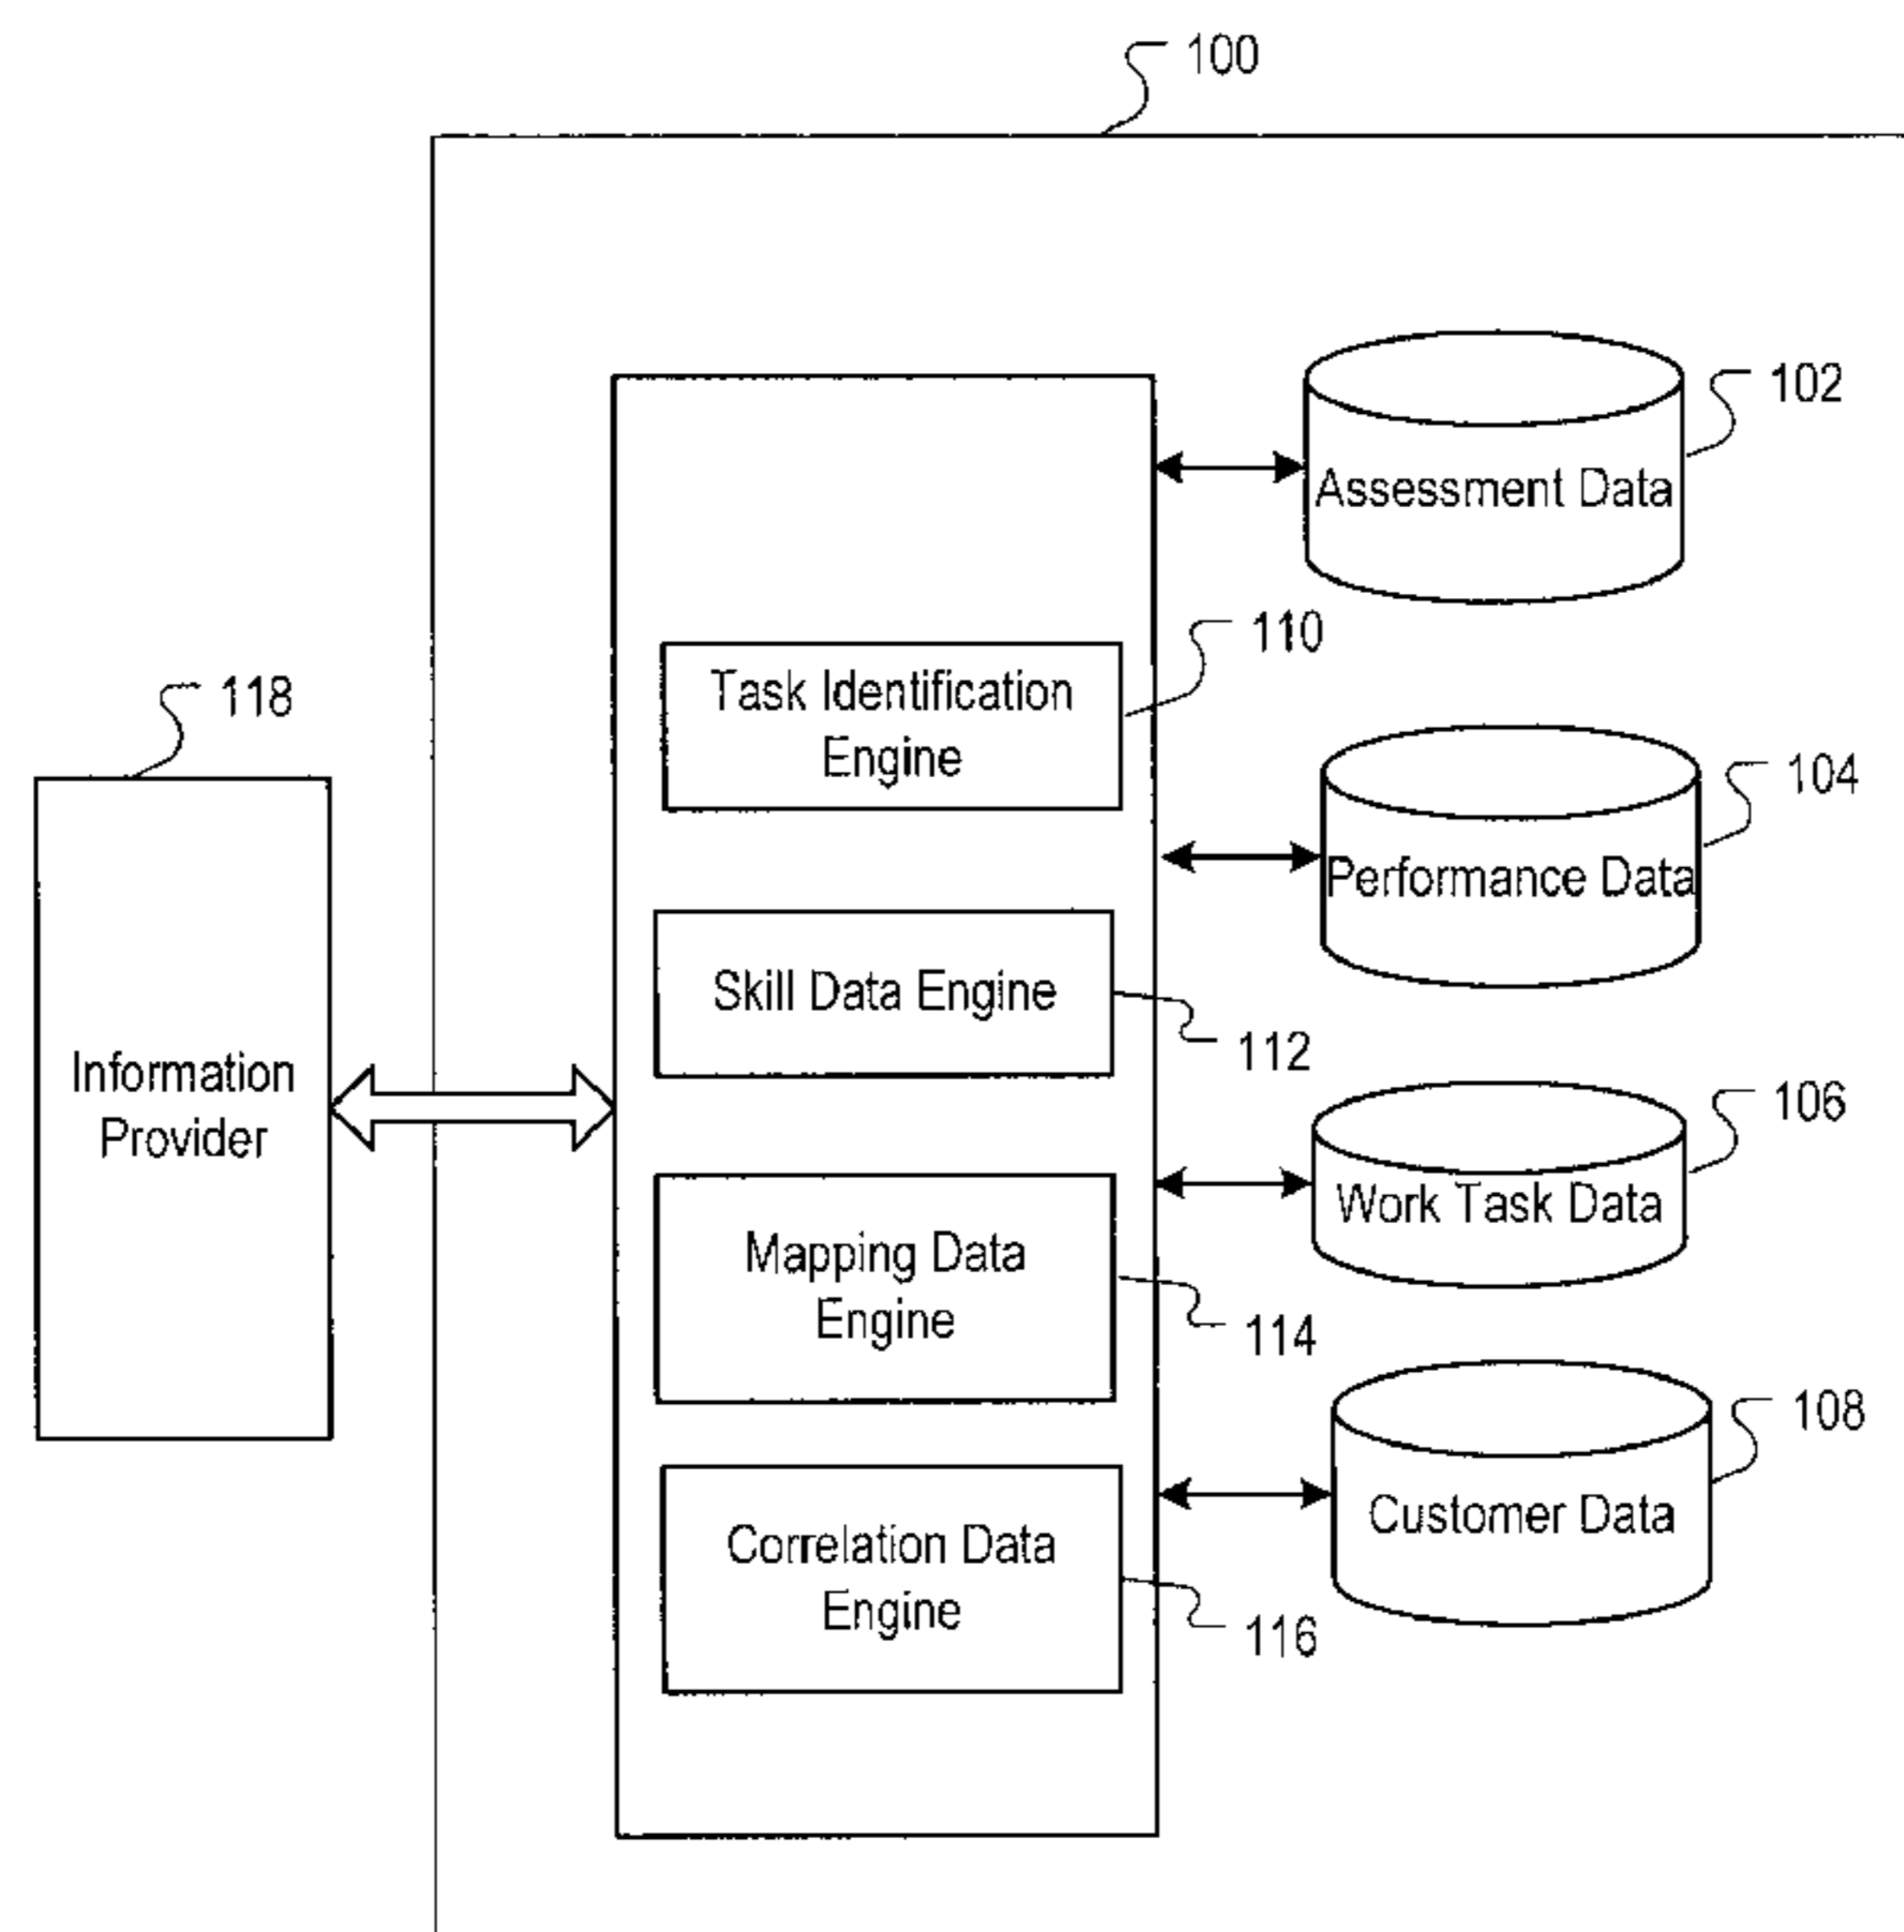 100
102
Assessment Data
110
Task Identification
Engine
118
104
Performance Data
Skill Data Engine
112
Information
Provider
106
Work Task Data
Mapping Data
Engine
114
108
Customer Data
Correlation Data
Engine
116